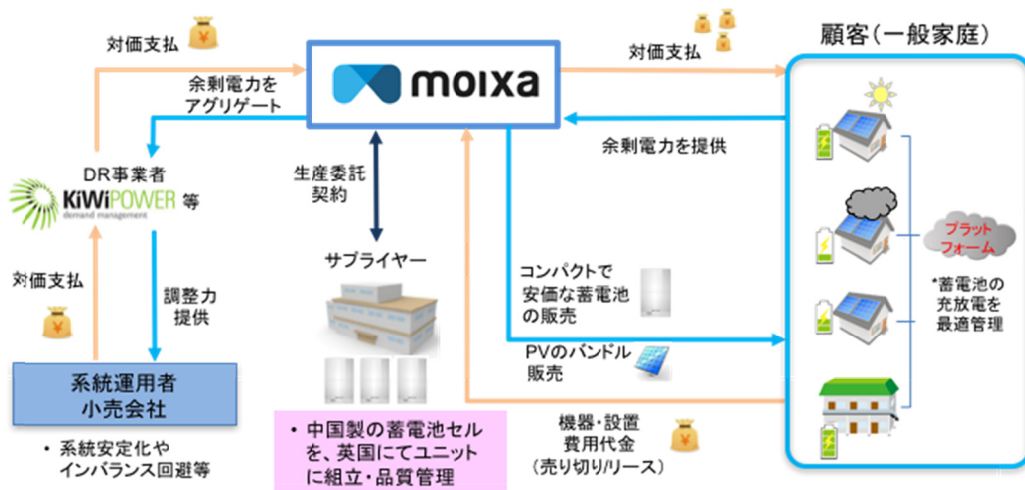 対価支払
moixa
対価支払
顧客(一般家庭)
余剰電力を
アグリゲート
余剰電力を提供
DR事業者
KiWiPOWER 等
demand management
生産委託
契約
プラット
フォーム
*蓄電池の
充放電を
最適管理
対価支払
調整力
提供
サプライヤー
コンパクトで
安価な蓄電池
の販売
PVのバンドル
販売
系統運用者
小売会社
・ 系統安定化や
インバランス回避等
・ 中国製の蓄電池セル
を、英国にてユニット
に組立・品質管理
機器・設置
費用代金
(売り切り/リース)